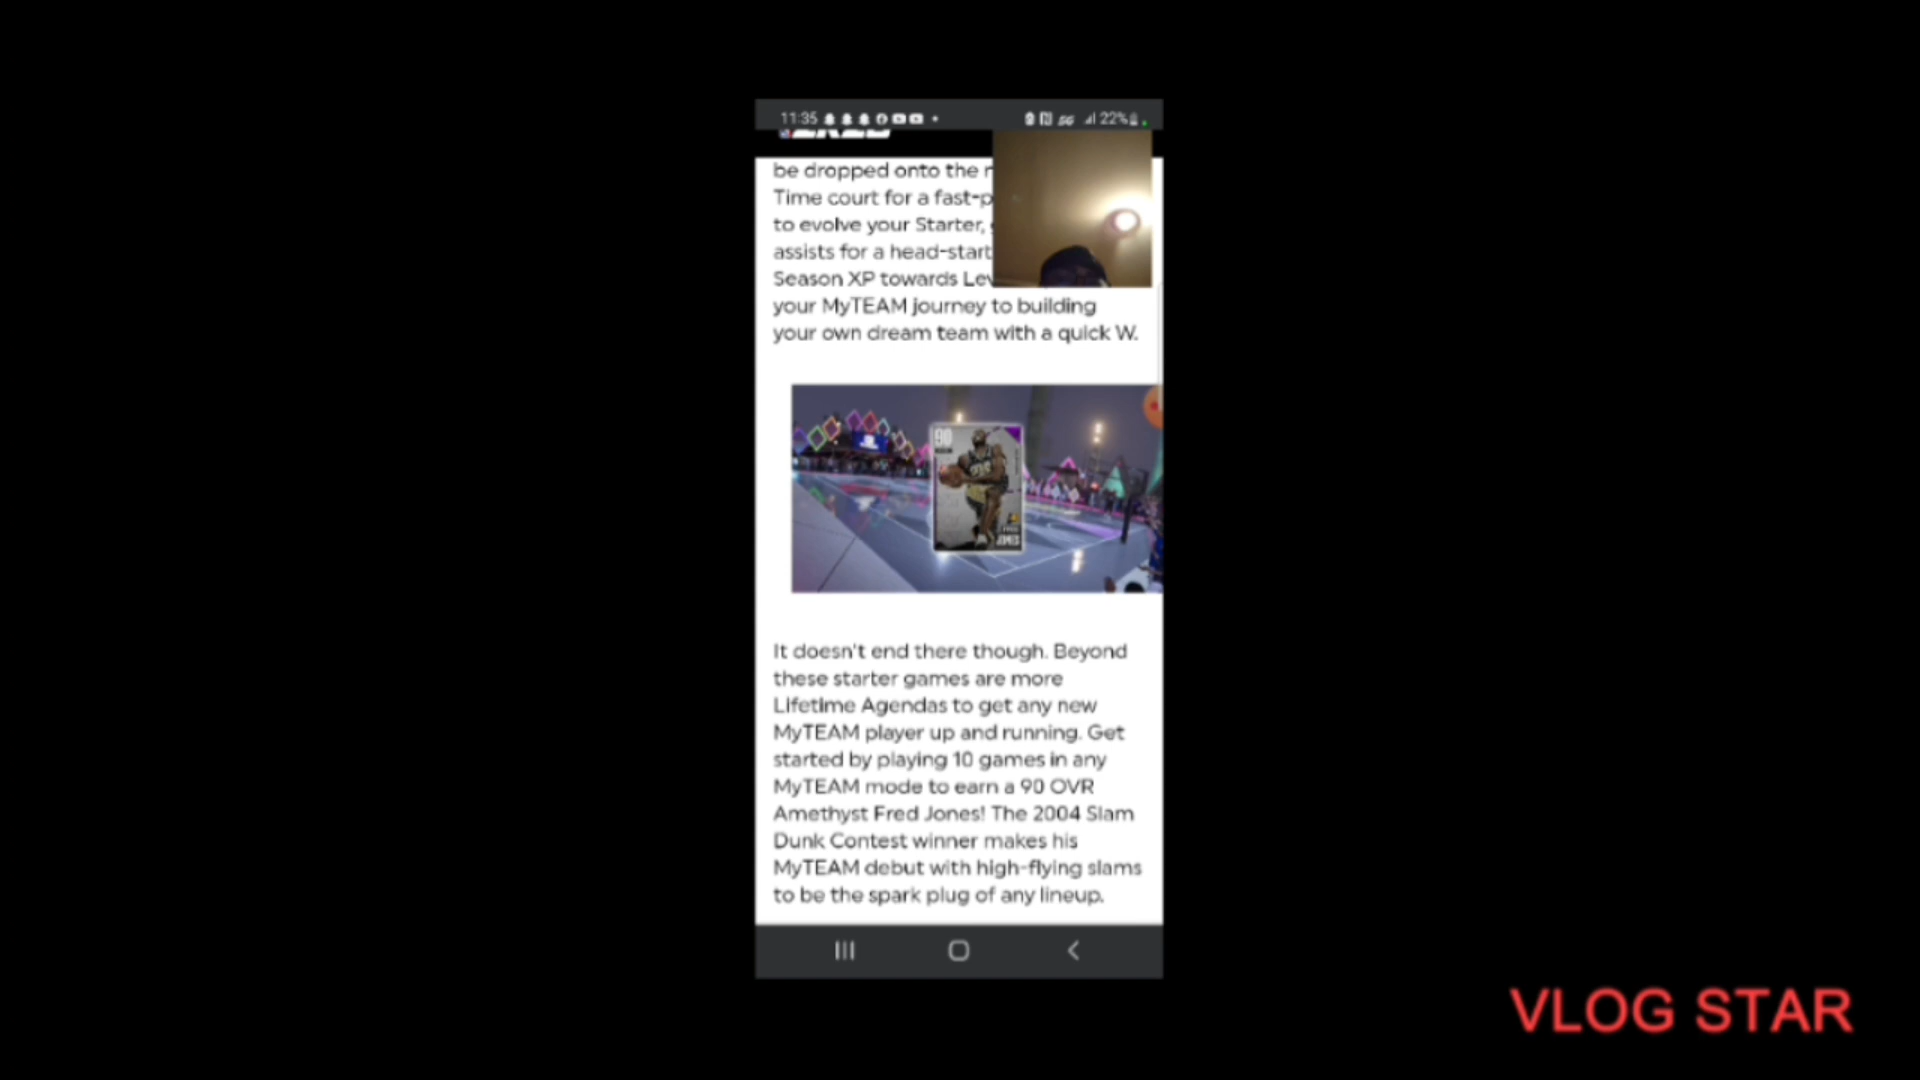 11:35
22%
be dropped onto the
Time court for a fast-p
to evolve your Starter,
assists for a head-start
Season XP towards Lev
your MyTEAM journey to building
your own dream team with a quick W.
90
JONES
It doesn't end there though. Beyond
these starter games are more
Lifetime Agendas to get any new
MyTEAM player up and running. Get
started by playing 10 games in any
MyTEAM mode to earn a 90 OVR
Amethyst Fred Jones! The 2004 Slam
Dunk Contest winner makes his
MyTEAM debut with high-flying slams
to be the spark plug of any lineup.
VLOG STAR